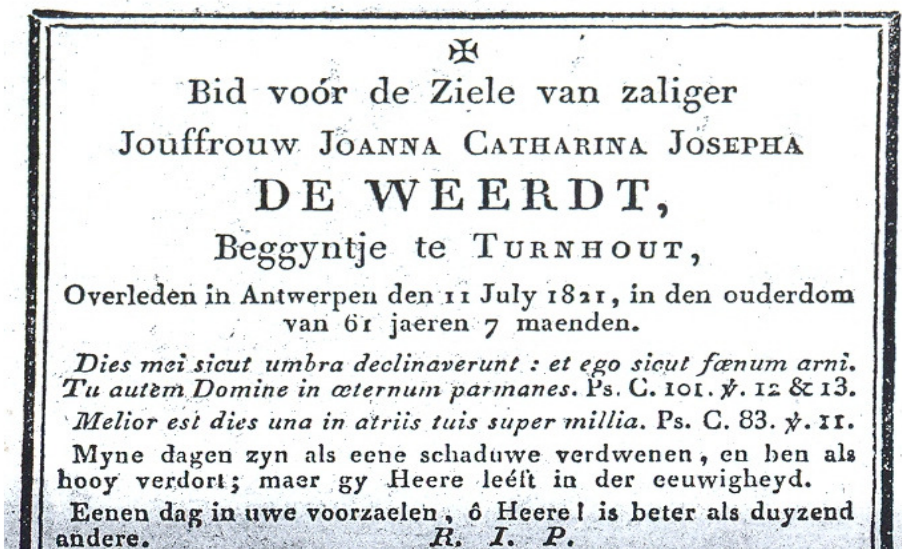 ✠
Bid voór de Ziele van zaliger
Jouffrouw JOANNA CATHARINA JOSEPHA
DE WEERDT,
Beggyntje te TURNHOUT,
Overleden in Antwerpen den 11 July 1821, in den ouderdom
van 61 jaeren 7 maenden.
Dies mei sicut umbra declinaverunt : et ego sicut fœnum arni.
Tu autem Domine in œternum parmanes. Ps. C. 101. ℣. 12 & 13.
Melior est dies una in atriis tuis super millia. Ps. C. 83. ℣. 11.
Myne dagen zyn als eene schaduwe verdwenen, en ben als
hooy verdort; maer gy Heere leéft in der eeuwigheyd.
Eenen dag in uwe voorzaelen, ô Heere! is beter als duyzend
andere. R. I. P.